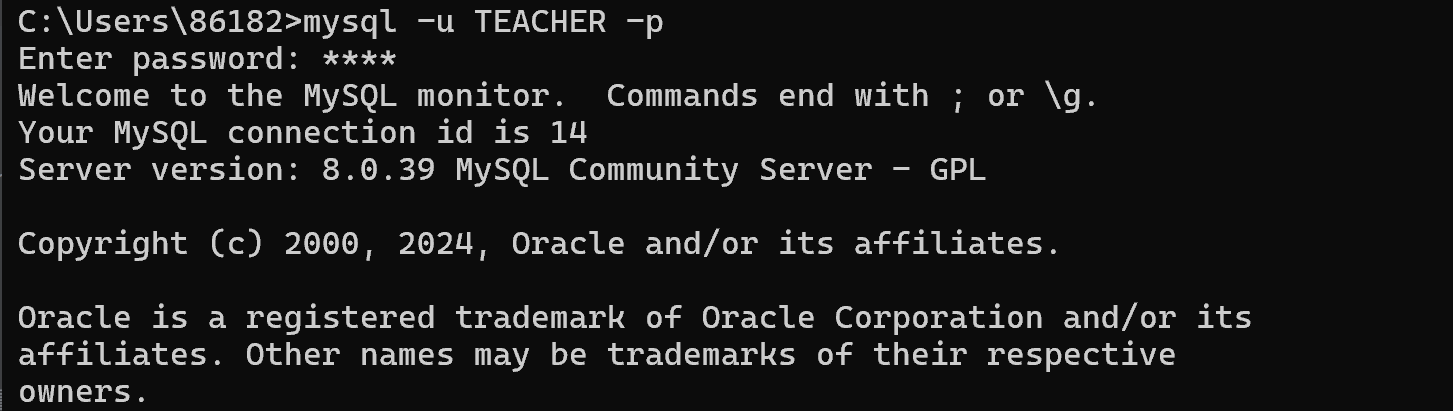 C:\Users\86182>mysql -u TEACHER -p
Enter password: ****
Welcome to the MySQL monitor.  Commands end with ; or \g.
Your MySQL connection id is 14
Server version: 8.0.39 MySQL Community Server - GPL

Copyright (c) 2000, 2024, Oracle and/or its affiliates.

Oracle is a registered trademark of Oracle Corporation and/or its
affiliates. Other names may be trademarks of their respective
owners.